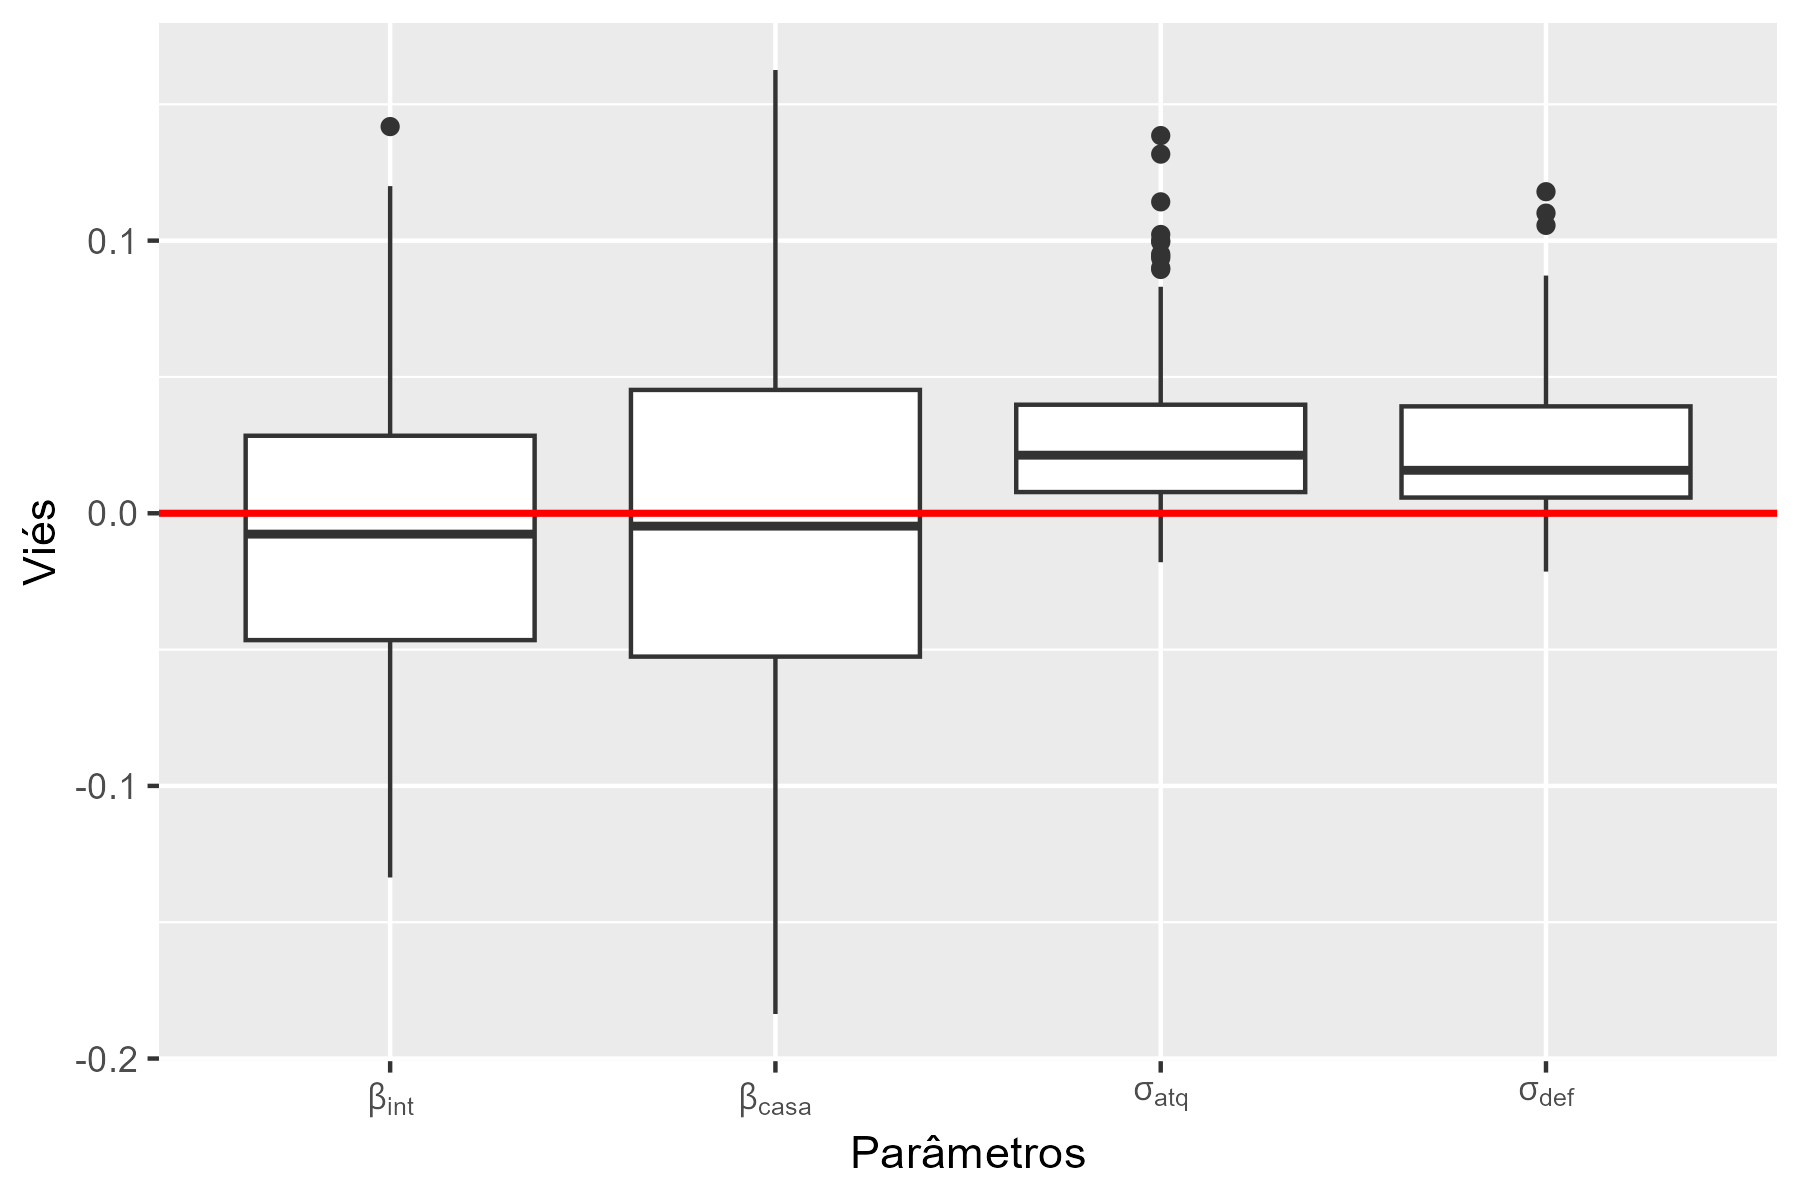 Viés
0.1
0.0
-0.1
-0.2
βint
βcasa
σatq
σdef
Parâmetros